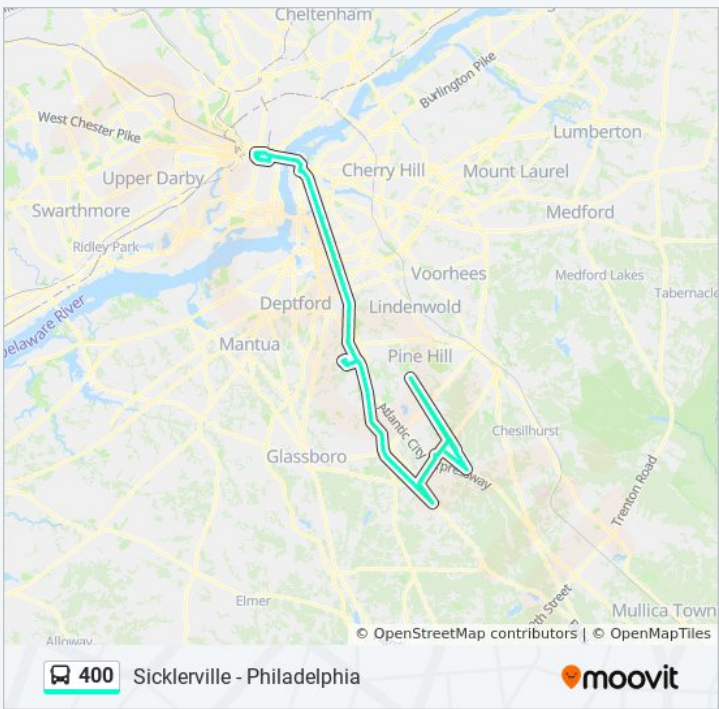 Cheltenham
Burlington Pike
West Chester Pike
Lumberton
Cherry Hill
Mount Laurel
Upper Darby
Swarthmore
Medford
Ridley Park
Voorhees
Medford Lakes
Tabernacle
Deptford
Lindenwold
Delaware River
Mantua
Pine Hill
Atlantic City
Expressway
Chesilhurst
Glassboro
Trenton Road
Elmer
Mullica Town
Alloway
© OpenStreetMap contributors | © OpenMapTiles
400 Sicklerville - Philadelphia
moovit